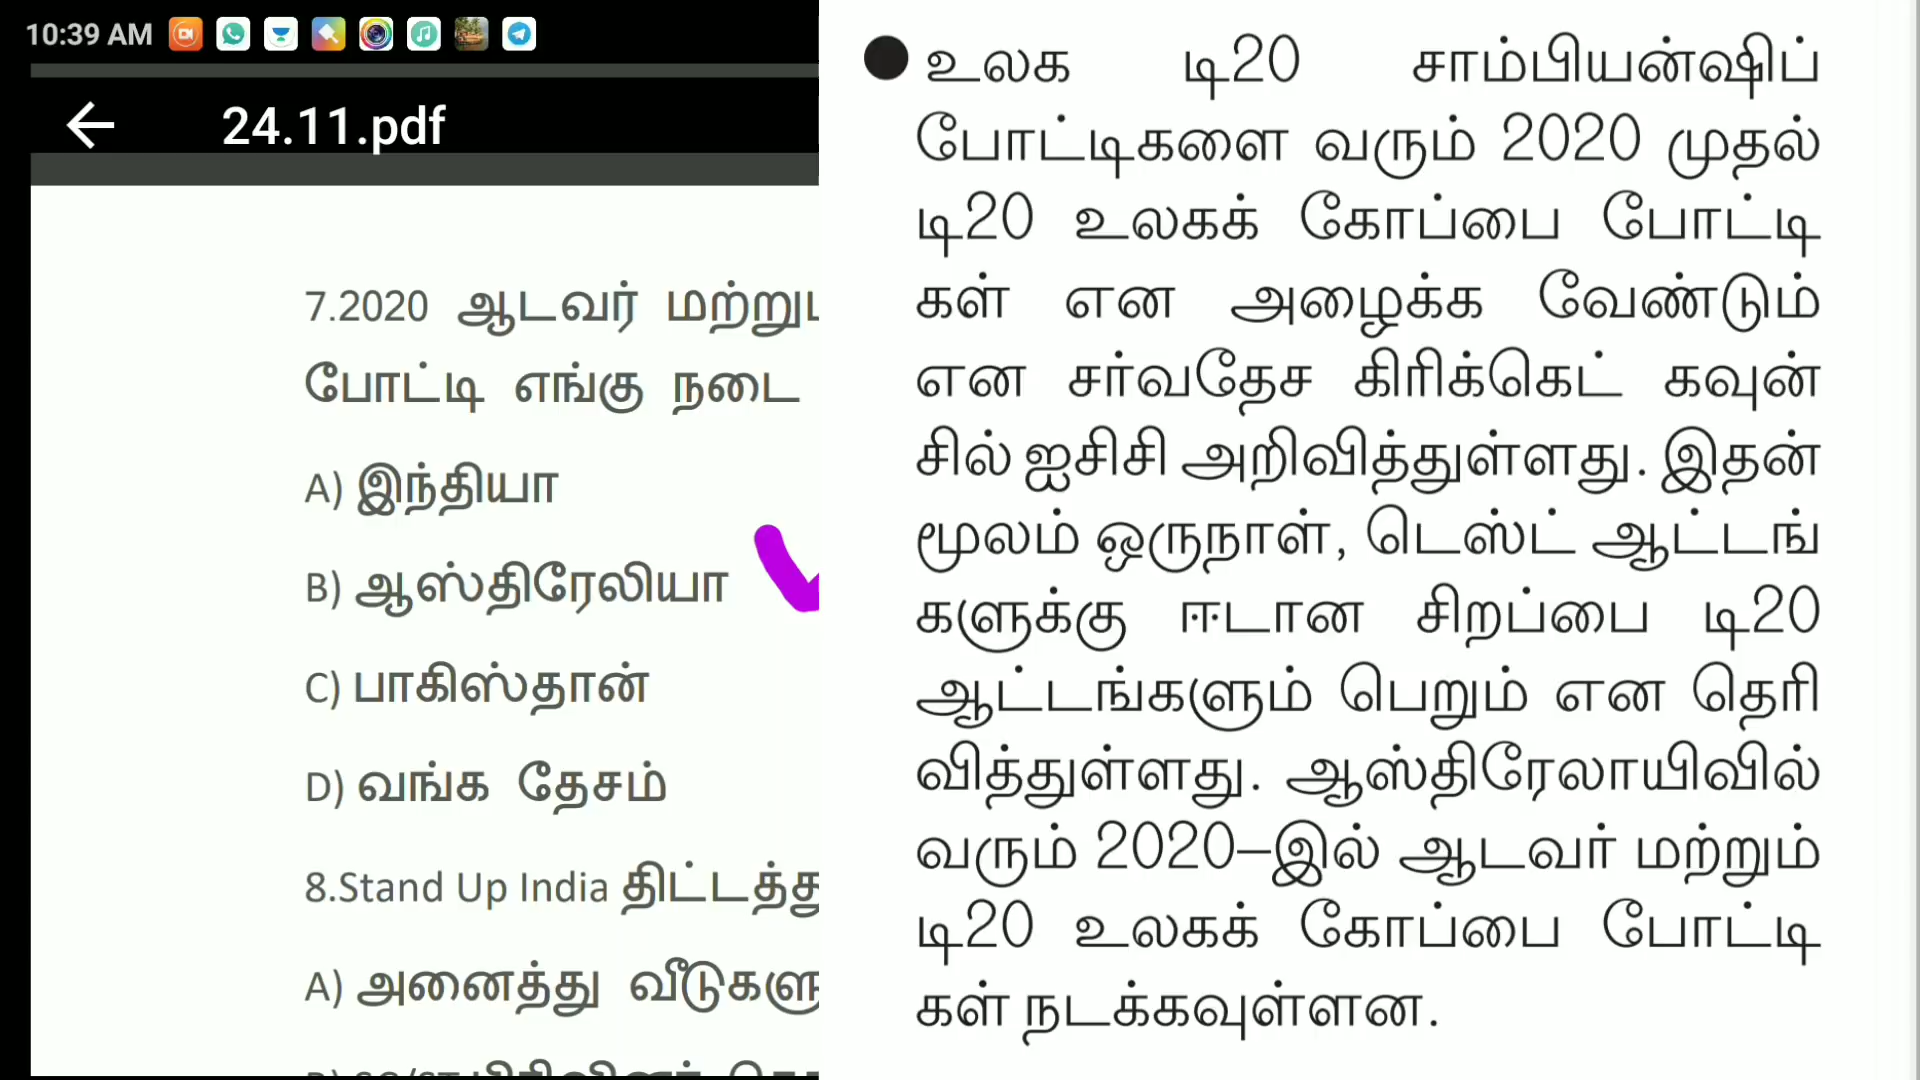 10:39 AM
24.11.pdf
7.2020 ஆடவர்
போட்டி எங்கு நடை
A) இந்தியா
B) ஆஸ்திரேலியா
C) பாகிஸ்தான்
D) வங்க தேசம்
8.Stand Up India
A) அனைத்து
உலக டி20 சாம்பியன்ஷிப்
போட்டிகளை வரும் 2020 முதல்
டி20 உலகக் கோப்பை போட்டி
கள் என அழைக்க வேண்டும்
என சர்வதேச கிரிக்கெட் கவுன்
சில் ஐசிசி அறிவித்துள்ளது. இதன்
மூலம் ஒருநாள், டெஸ்ட் ஆட்டங்
களுக்கு ஈடான சிறப்பை டி20
ஆட்டங்களும் பெறும் என தெரி
வித்துள்ளது. ஆஸ்திரேலாயிவில்
வரும் 2020–இல் ஆடவர் மற்றும்
டி20 உலகக் கோப்பை போட்டி
கள் நடக்கவுள்ளன.